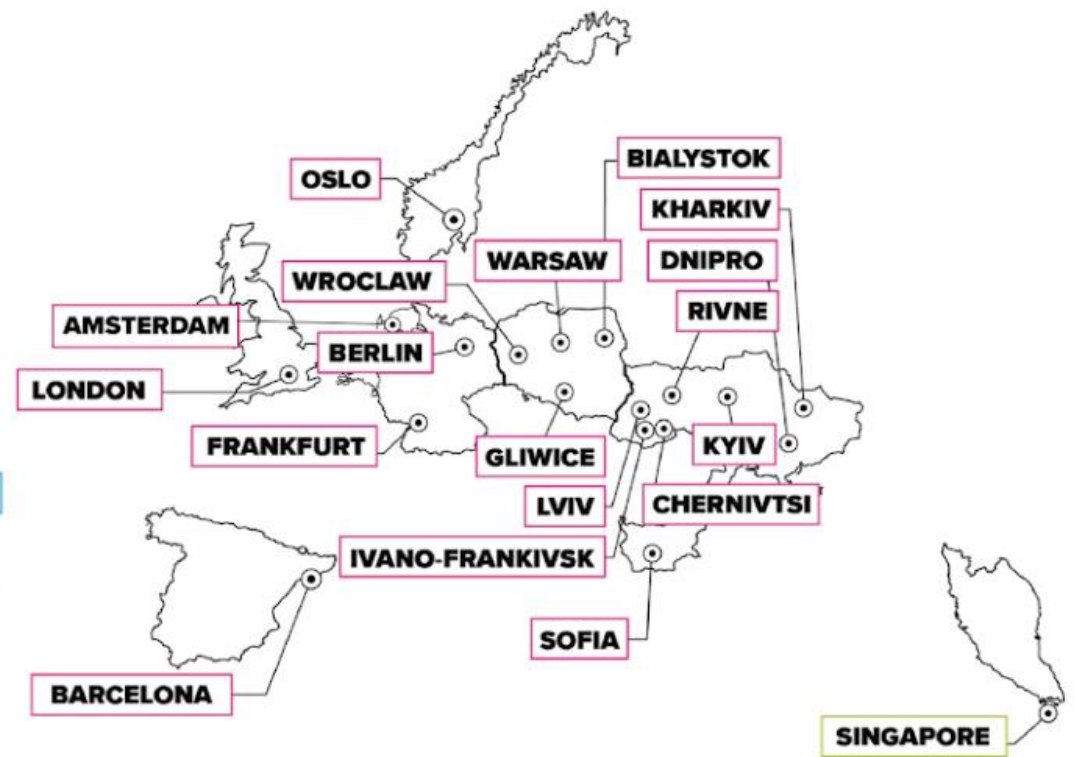 BIALYSTOK
OSLO
KHARKIV
WARSAW
DNIPRO
WROCLAW
RIVNE
AMSTERDAM
BERLIN
LONDON
FRANKFURT
GLIWICE
KYIV
LVIV
CHERNIVTSI
IVANO-FRANKIVSK
SOFIA
BARCELONA
SINGAPORE